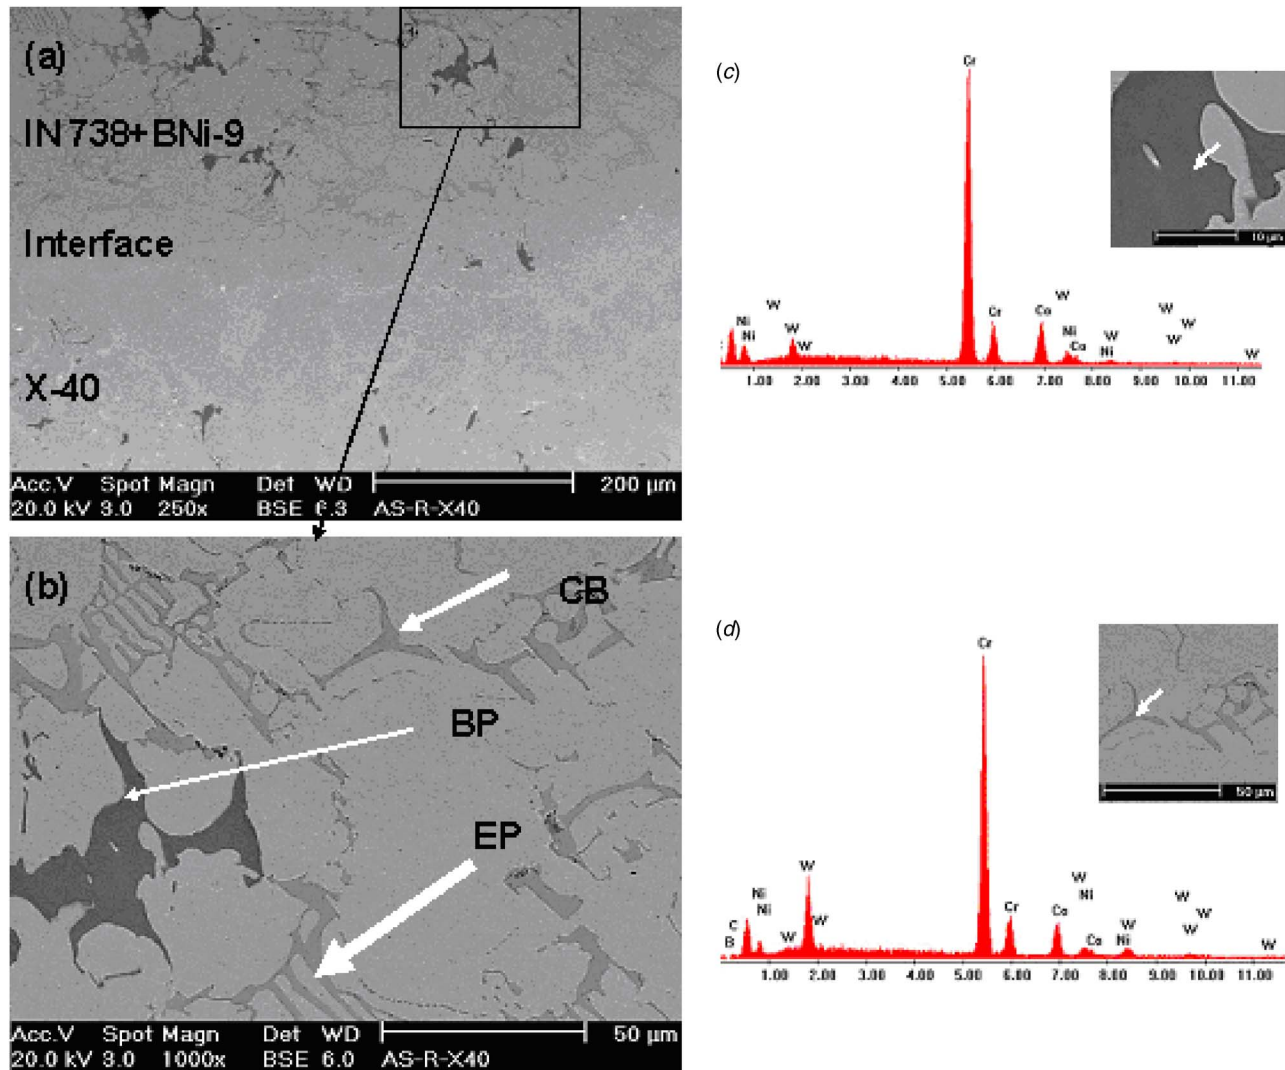 (a)
IN738+BNi-9
Interface
X-40
Acc.V Spot Magn Det WD 200 µm
20.0 kV 3.0 250x BSE 6.3 AS-R-X40
(b)
CB
BP
EP
Acc.V Spot Magn Det WD 50 µm
20.0 kV 3.0 1000x BSE 6.0 AS-R-X40
(c)
Cr
10 µm
W W
W Ni Cr Co W
Ni W W Ni Co Ni W W W
1.00 2.00 3.00 4.00 5.00 6.00 7.00 8.00 9.00 10.00 11.00
(d)
Cr
50 µm
W W
Ni Ni W Ni W
C W Cr Co W W
B W Co Ni W W
1.00 2.00 3.00 4.00 5.00 6.00 7.00 8.00 9.00 10.00 11.00